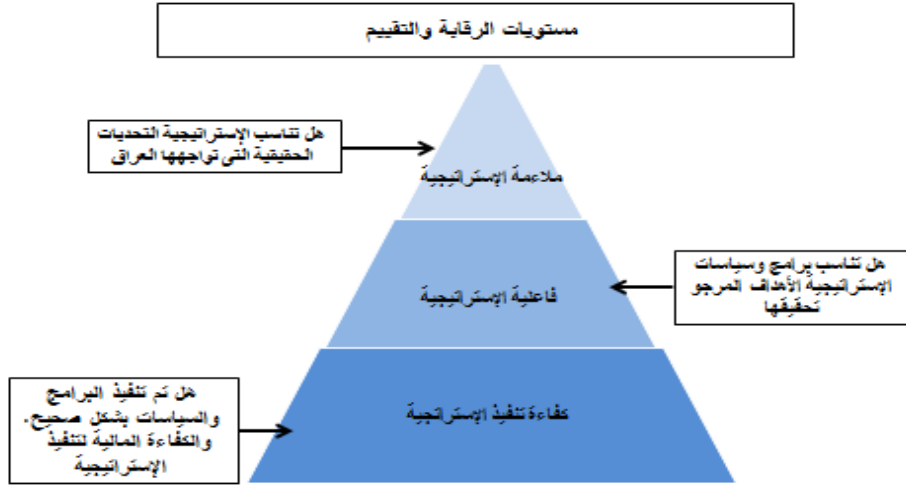 مستويات الرقابة والتقييم
هل تناسب الإستراتيجية التحديات
الحقيقية التي تواجهها العراق
ملاءمة الإستراتيجية
هل تناسب برامج وسياسات
الإستراتيجية الأهداف المرجو
تحقيقها
فاعلية الإستراتيجية
هل تم تنفيذ البرامج
والسياسات بشكل صحيح.
والكفاءة المالية لتنفيذ
الإستراتيجية
كفاءة تنفيذ الإستراتجية